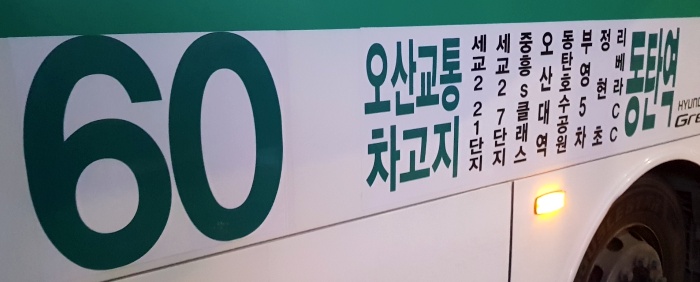 60
오산교통
차고지
세교2 21단지
세교2 7단지
중흥s클래스
오산대역
동탄호수공원
부영5차
정현초
리베라CC
동탄역
HYUND
Gre